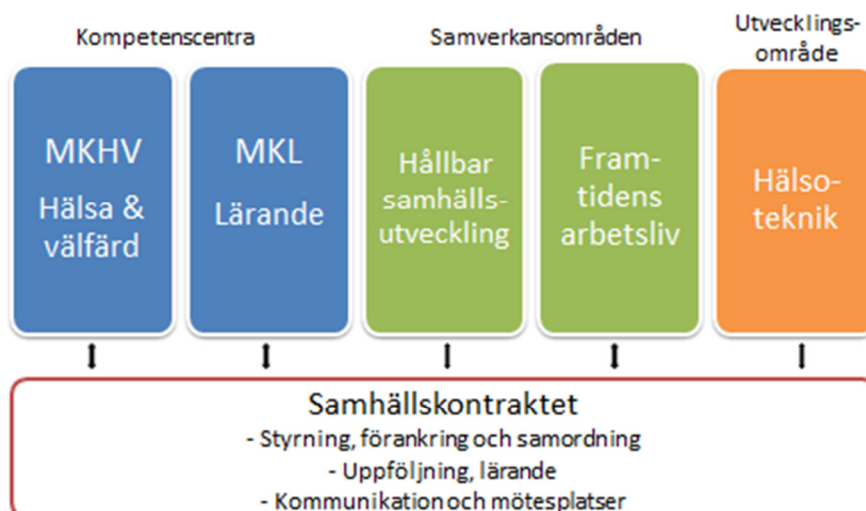 Kompetenscentra
Samverkansområden
Utvecklings-
område
MKHV
Hälsa &
välfärd
MKL
Lärande
Hållbar
samhälls-
utveckling
Fram-
tidens
arbetsliv
Hälso-
teknik
Samhällskontraktet
- Styrning, förankring och samordning
- Uppföljning, lärande
- Kommunikation och mötesplatser